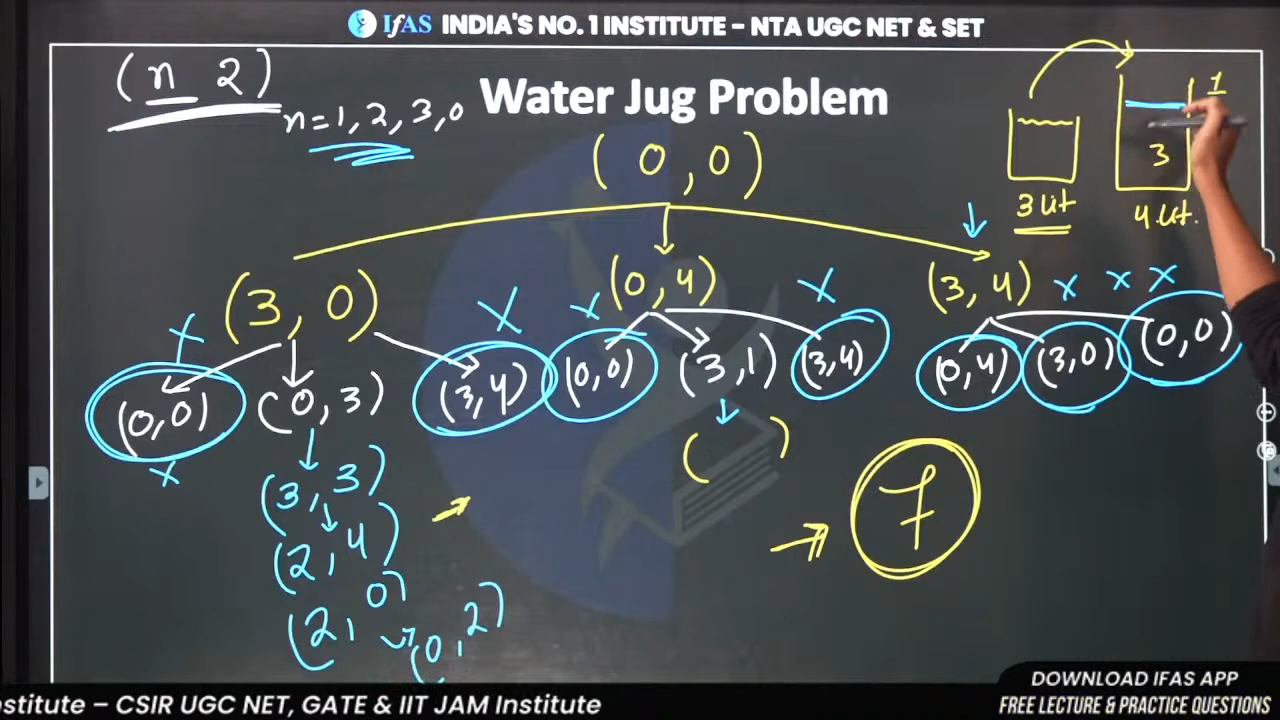 IFAS INDIA'S NO. 1 INSTITUTE – NTA UGC NET & SET
(n 2)
n=1, 2, 3, 0
Water Jug Problem
1
3
3 lit
4 lit.
(0, 0)
(3, 0) (0, 4) (3, 4)
x x x x x x x
(0, 0) (0, 3) (3, 4) (0, 0) (3, 1) (3, 4) (0, 4) (3, 0) (0, 0)
x
(3, 3) ( )
(2, 4) 7
(2, 0)
(0, 2)
DOWNLOAD IFAS APP
FREE LECTURE & PRACTICE QUESTIONS
nstitute – CSIR UGC NET, GATE & IIT JAM Institute